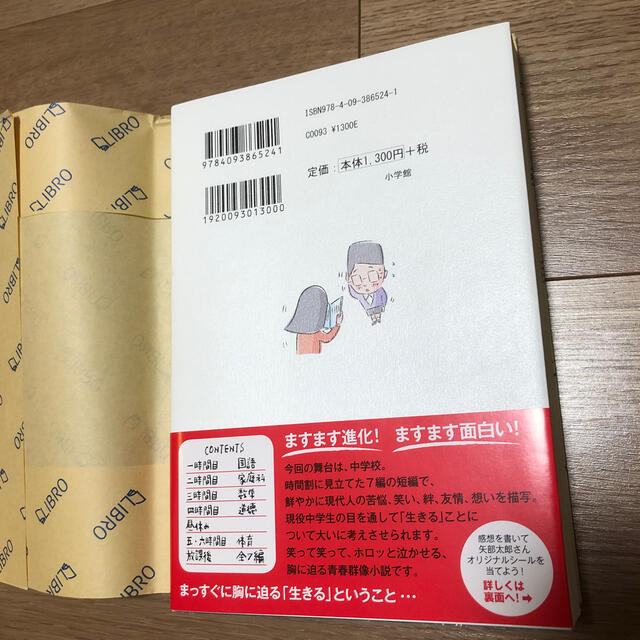 LIBRO
LIBRO
LIBRO
LIBRO
LIBRO
LIBRO
ISBN978-4-09-386524-1
C0093 ¥1300E
定価：本体1,300円+税
小学館
9784093865241
1920093013000
CONTENTS
一時間目 国語
二時間目 家庭科
三時間目 数学
四時間目 道徳
昼休み
五・六時間目 体育
放課後 全7編
ますます進化! ますます面白い!
今回の舞台は、中学校。
時間割に見立てた7編の短編で、
鮮やかに現代人の苦悩、笑い、絆、友情、想いを描写。
現役中学生の目を通して「生きる」ことに
ついて大いに考えさせられます。
笑って笑って、ホロッと泣かせる、
胸に迫る青春群像小説です。
まっすぐに胸に迫る「生きる」ということ…
感想を書いて
矢部太郎さん
オリジナルシールを
当てよう!
詳しくは
裏面へ!